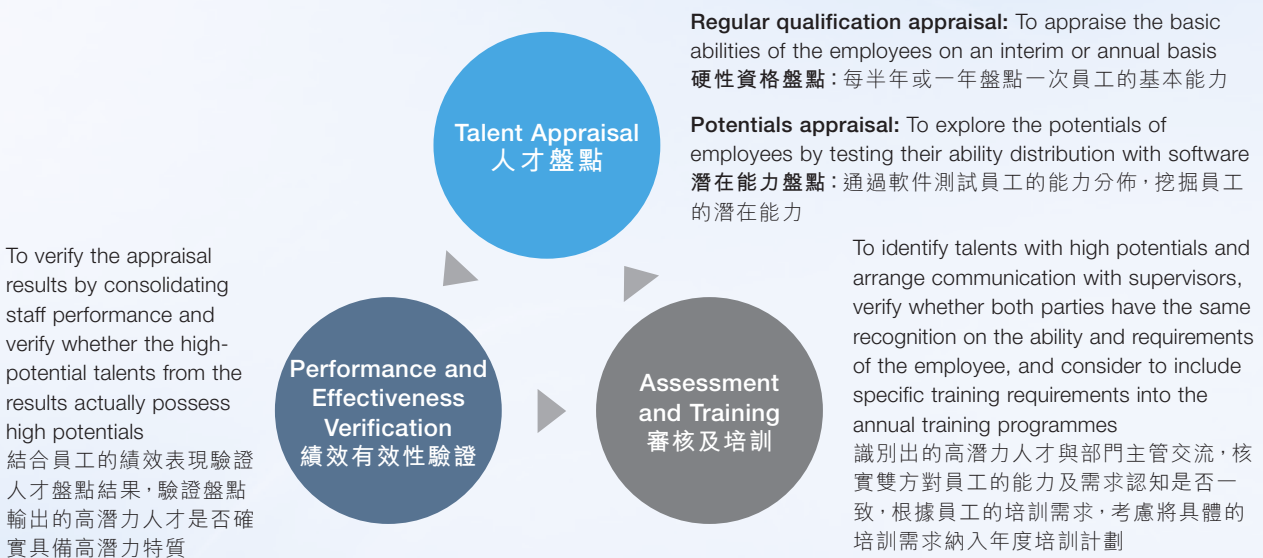 Talent Appraisal
人才盤點
Regular qualification appraisal: To appraise the basic
abilities of the employees on an interim or annual basis
硬性資格盤點：每半年或一年盤點一次員工的基本能力
Potentials appraisal: To explore the potentials of
employees by testing their ability distribution with software
潛在能力盤點：通過軟件測試員工的能力分佈，挖掘員工
的潛在能力
To verify the appraisal
results by consolidating
staff performance and
verify whether the high-
potential talents from the
results actually possess
high potentials
結合員工的績效表現驗證
人才盤點結果，驗證盤點
輸出的高潛力人才是否確
實具備高潛力特質
Performance and
Effectiveness
Verification
績效有效性驗證
Assessment
and Training
審核及培訓
To identify talents with high potentials and
arrange communication with supervisors,
verify whether both parties have the same
recognition on the ability and requirements
of the employee, and consider to include
specific training requirements into the
annual training programmes
識別出的高潛力人才與部門主管交流，核
實雙方對員工的能力及需求認知是否一
致，根據員工的培訓需求，考慮將具體的
培訓需求納入年度培訓計劃